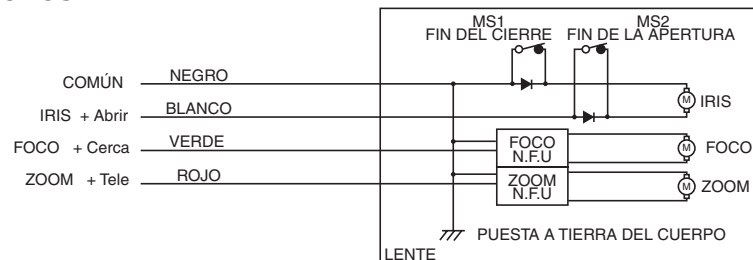 MS1 MS2
FIN DEL CIERRE FIN DE LA APERTURA
COMÚN NEGRO
M IRIS
IRIS + Abrir BLANCO
FOCO + Cerca VERDE FOCO N.F.U M FOCO
ZOOM + Tele ROJO ZOOM N.F.U M ZOOM
PUESTA A TIERRA DEL CUERPO
LENTE